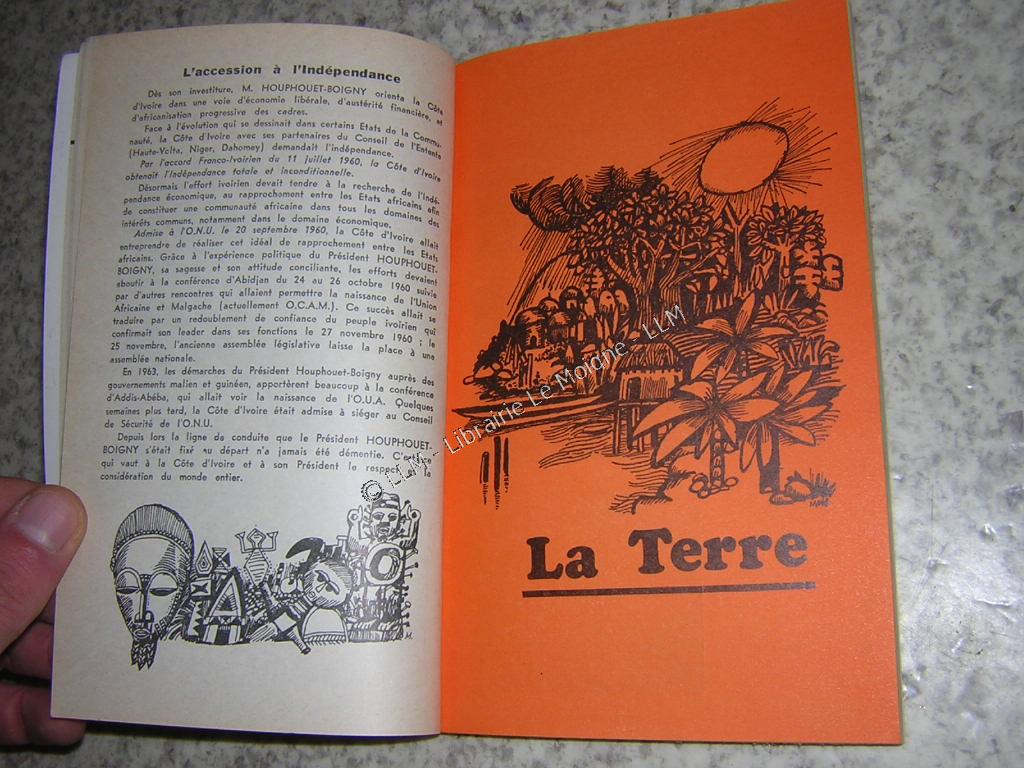 L'accession à l'Indépendance
Dès son investiture, M. HOUPHOUET-BOIGNY orienta la Côte
d'Ivoire dans une voie d'économie libérale, d'austérité financière, et
d'africanisation progressive des cadres.
Face à l'évolution qui se dessinait dans certains Etats de la Commu-
nauté, la Côte d'Ivoire avec ses partenaires du Conseil de l'Entente
(Haute-Volta, Niger, Dahomey) demandait l'indépendance.
Par l'accord Franco-Ivoirien du 11 juillet 1960, la Côte d'Ivoire
obtenait l'Indépendance totale et inconditionnelle.
Désormais l'effort ivoirien devait tendre à la recherche de l'Indé-
pendance économique, au rapprochement entre les Etats africains afin
de constituer une communauté africaine dans tous les domaines des
intérêts communs, notamment dans le domaine économique.
Admise à l'O.N.U. le 20 septembre 1960, la Côte d'Ivoire allait
entreprendre de réaliser cet idéal de rapprochement entre les Etats
africains. Grâce à l'expérience politique du Président HOUPHOUET-
BOIGNY, sa sagesse et son attitude conciliante, les efforts devaient
aboutir à la conférence d'Abidjan du 24 au 26 octobre 1960 suivie
par d'autres rencontres qui allaient permettre la naissance de l'Union
Africaine et Malgache (actuellement O.C.A.M.). Ce succès allait se
traduire par un redoublement de confiance du peuple ivoirien qui
confirmait son leader dans ses fonctions le 27 novembre 1960 ; le
25 novembre, l'ancienne assemblée législative laisse la place à une
assemblée nationale.
En 1963, les démarches du Président Houphouet-Boigny auprès des
gouvernements malien et guinéen, apportèrent beaucoup à la conférence
d'Addis-Abéba, qui allait voir la naissance de l'O.U.A. Quelques
semaines plus tard, la Côte d'Ivoire était admise à siéger au Conseil
de Sécurité de l'O.N.U.
Depuis lors la ligne de conduite que le Président HOUPHOUET-
BOIGNY s'était fixé au départ n'a jamais été démentie. C'est ce
qui vaut à la Côte d'Ivoire et à son Président le respect et la
considération du monde entier.
M.
La Terre
© LLM - Librairie Le Moigne - LLM